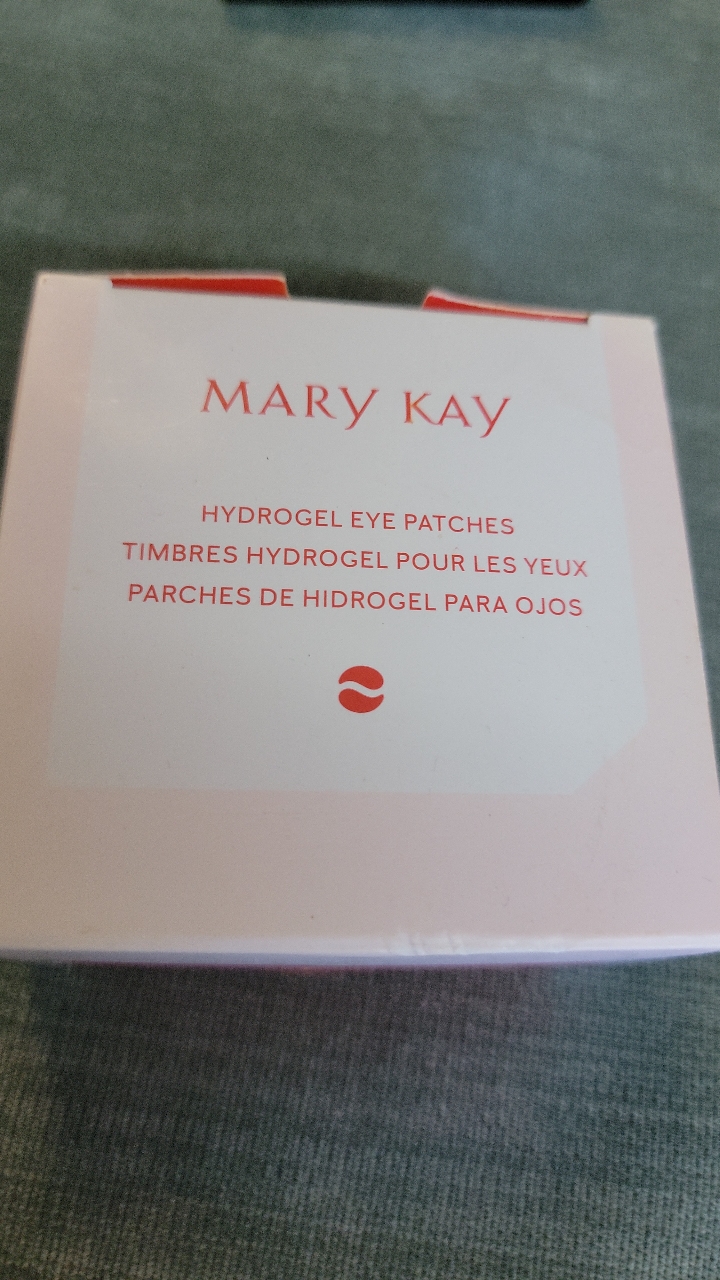 MARY KAY
HYDROGEL EYE PATCHES
TIMBRES HYDROGEL POUR LES YEUX
PARCHES DE HIDROGEL PARA OJOS